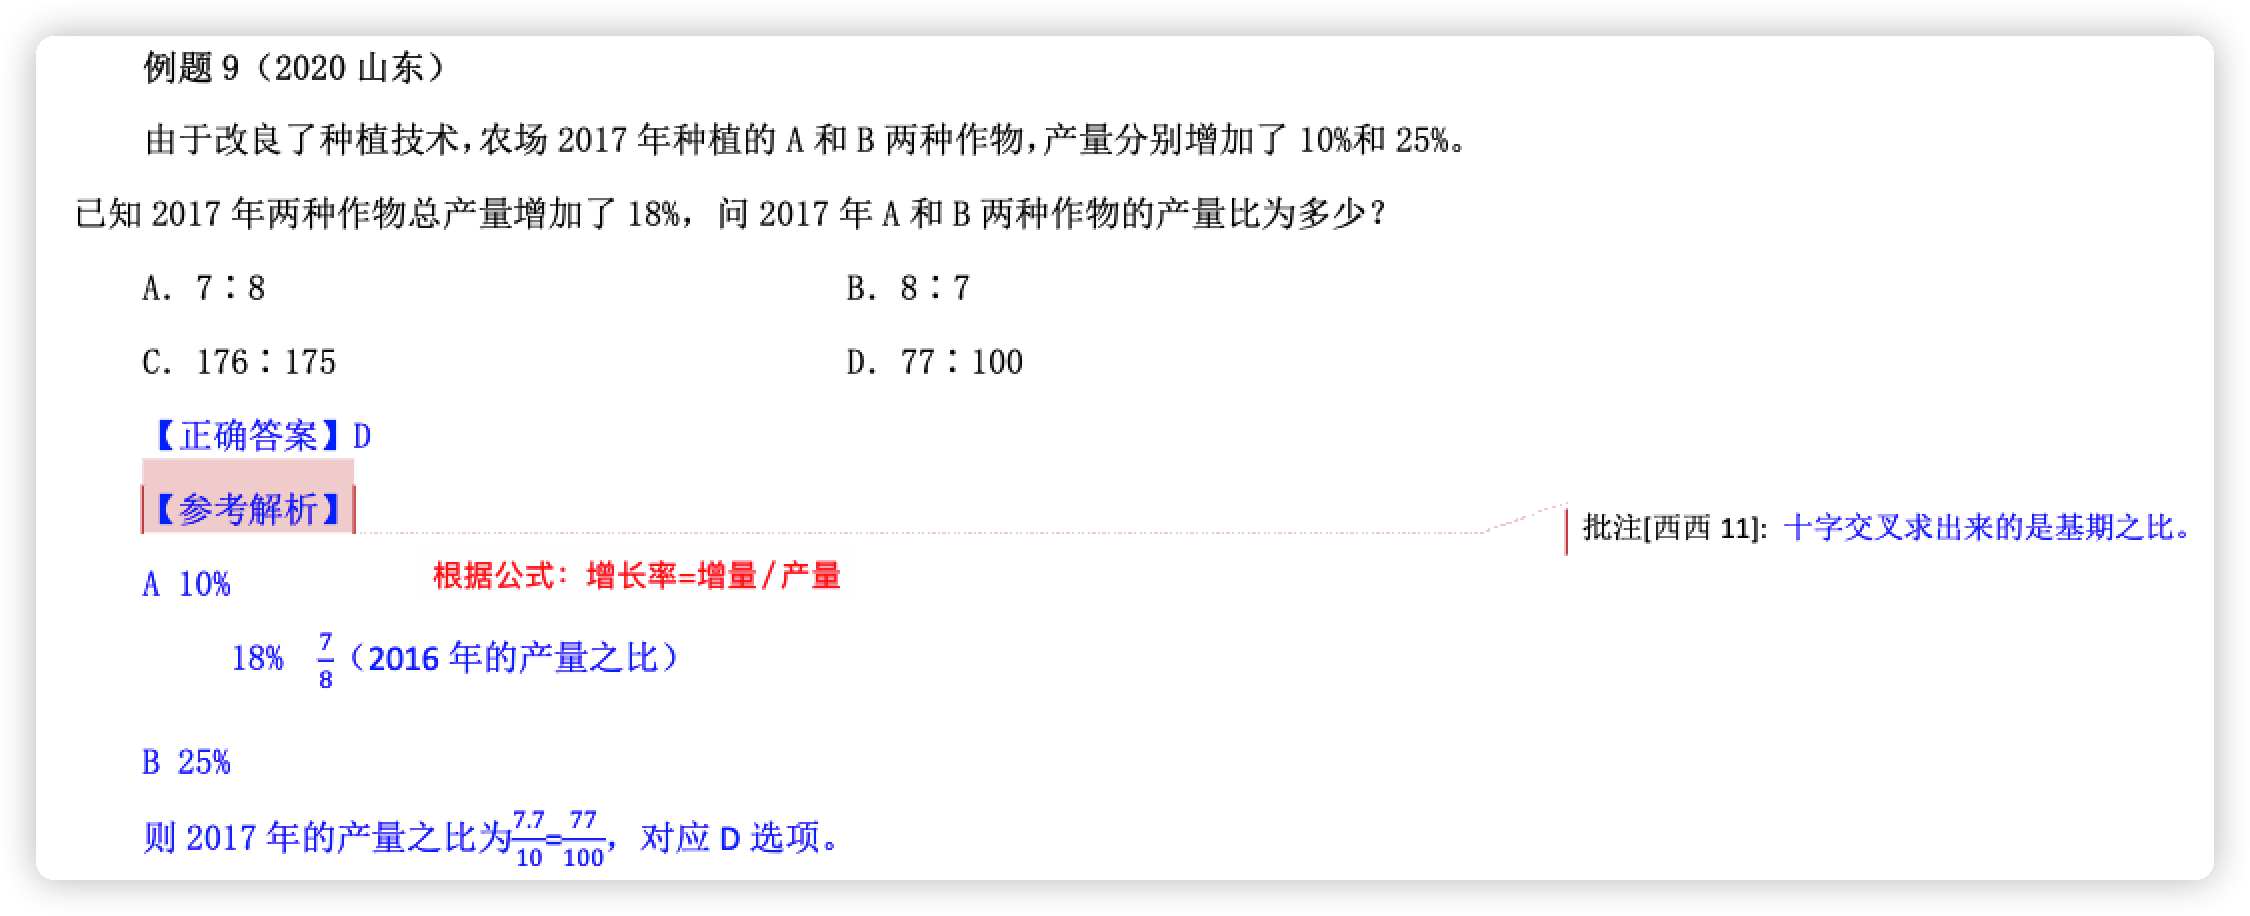 例题 9（2020 山东）
由于改良了种植技术,农场 2017 年种植的 A 和 B 两种作物,产量分别增加了 10%和 25%。
已知 2017 年两种作物总产量增加了 18%，问 2017 年 A 和 B 两种作物的产量比为多少？
A. 7∶8 B. 8∶7
C. 176∶175 D. 77∶100
【正确答案】D
【参考解析】
批注[西西 11]: 十字交叉求出来的是基期之比。
A 10% 根据公式：增长率=增量/产量
18% 7/8（2016 年的产量之比）
B 25%
则 2017 年的产量之比为7.7/10=77/100，对应 D 选项。